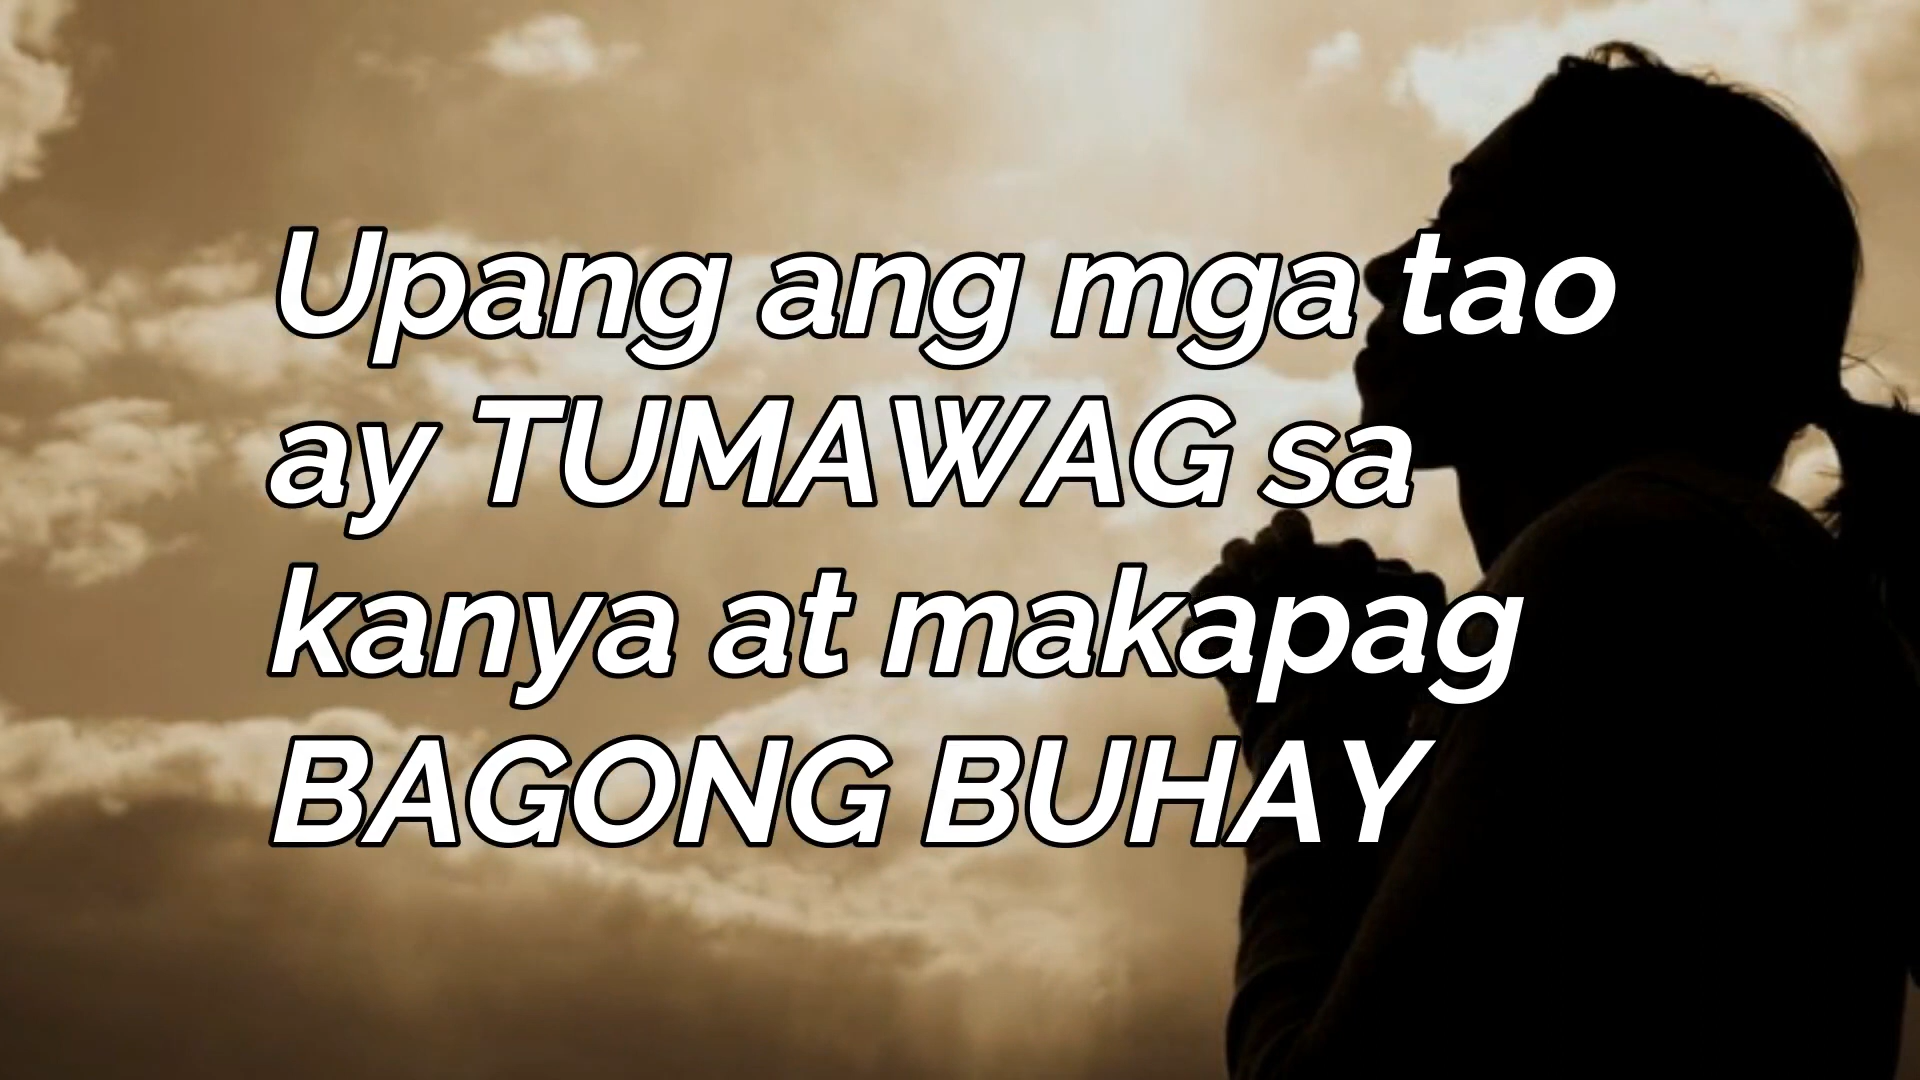 Upang ang mga tao
ay TUMAWAG sa
kanya at makapag
BAGONG BUHAY